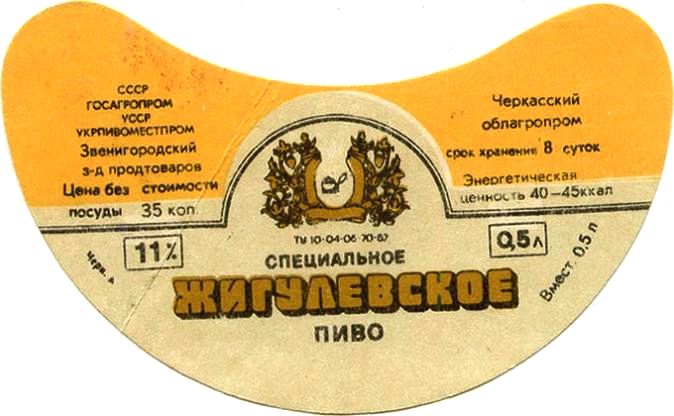 СССР
ГОСАГРОПРОМ
УССР
УКРПИВОМЕСТПРОМ
Звенигородский
з-д продтоваров
Цена без стоимости
посуды 35 коп.
Черкасский
облагропром
срок хранения 8 суток
Энергетическая
ценность 40-45ккал
ТУ 10-04-06-70-87
11%
0,5 л
СПЕЦИАЛЬНОЕ
ЖИГУЛЕВСКОЕ
ПИВО
Вмест. 0,5 л